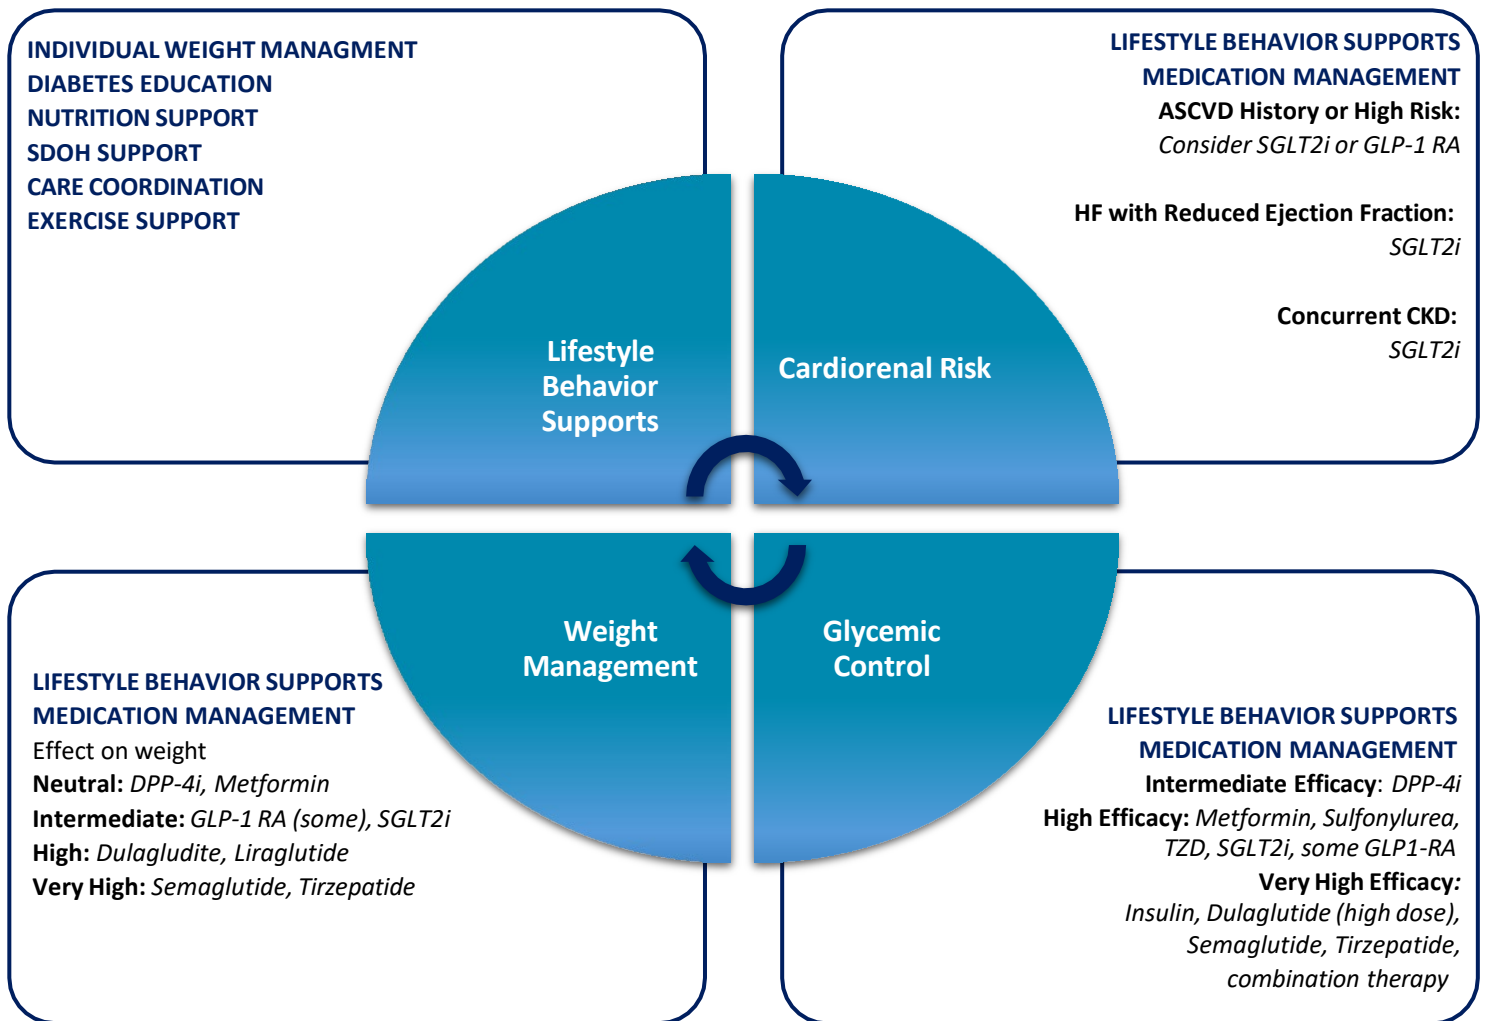 INDIVIDUAL WEIGHT MANAGMENT
DIABETES EDUCATION
NUTRITION SUPPORT
SDOH SUPPORT
CARE COORDINATION
EXERCISE SUPPORT
LIFESTYLE BEHAVIOR SUPPORTS
MEDICATION MANAGEMENT
ASCVD History or High Risk:
Consider SGLT2i or GLP-1 RA
HF with Reduced Ejection Fraction:
SGLT2i
Concurrent CKD:
SGLT2i
Lifestyle
Behavior
Supports
Cardiorenal Risk
Weight
Management
Glycemic
Control
LIFESTYLE BEHAVIOR SUPPORTS
MEDICATION MANAGEMENT
Effect on weight
Neutral: DPP-4i, Metformin
Intermediate: GLP-1 RA (some), SGLT2i
High: Dulagludite, Liraglutide
Very High: Semaglutide, Tirzepatide
LIFESTYLE BEHAVIOR SUPPORTS
MEDICATION MANAGEMENT
Intermediate Efficacy: DPP-4i
High Efficacy: Metformin, Sulfonylurea,
TZD, SGLT2i, some GLP1-RA
Very High Efficacy:
Insulin, Dulaglutide (high dose),
Semaglutide, Tirzepatide,
combination therapy